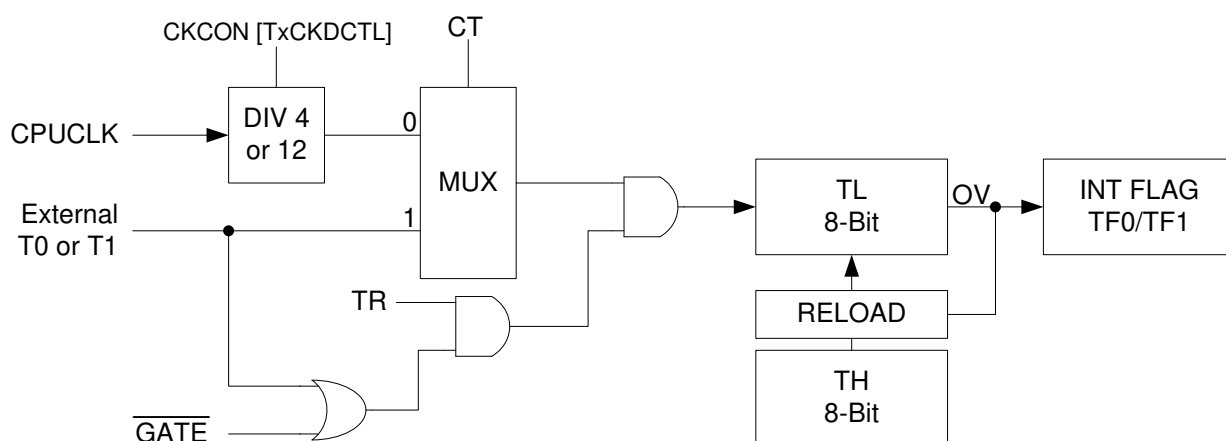 CKCON [TxCKDCTL]
CT
CPUCLK
DIV 4
or 12
0
MUX
External
T0 or T1
1
TL
8-Bit
OV
INT FLAG
TF0/TF1
TR
RELOAD
TH
8-Bit
GATE